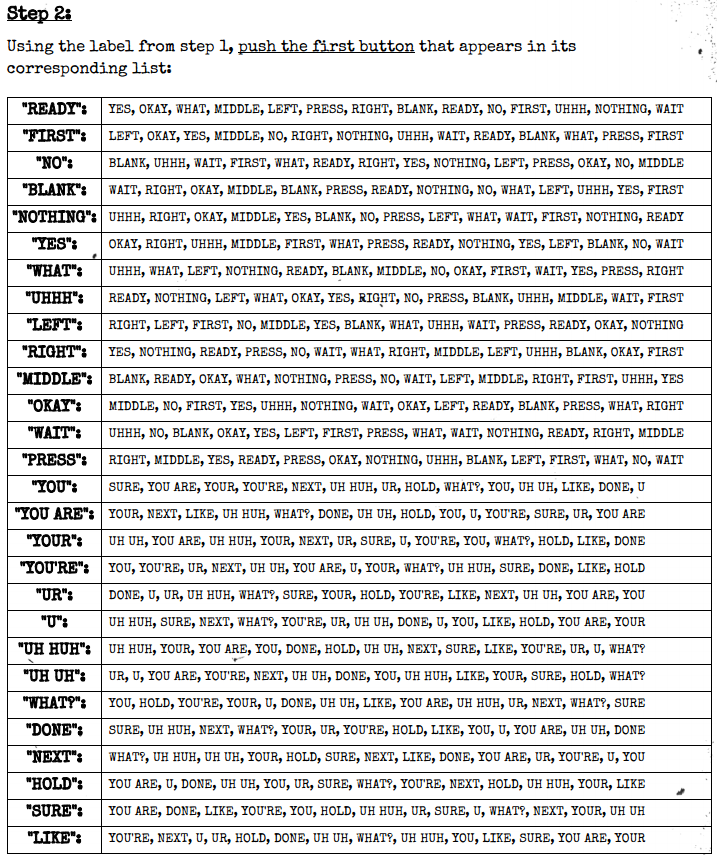 Step 2:
Using the label from step 1, push the first button that appears in its
corresponding list:
"READY": YES, OKAY, WHAT, MIDDLE, LEFT, PRESS, RIGHT, BLANK, READY, NO, FIRST, UHHH, NOTHING, WAIT
"FIRST": LEFT, OKAY, YES, MIDDLE, NO, RIGHT, NOTHING, UHHH, WAIT, READY, BLANK, WHAT, PRESS, FIRST
"NO": BLANK, UHHH, WAIT, FIRST, WHAT, READY, RIGHT, YES, NOTHING, LEFT, PRESS, OKAY, NO, MIDDLE
"BLANK": WAIT, RIGHT, OKAY, MIDDLE, BLANK, PRESS, READY, NOTHING, NO, WHAT, LEFT, UHHH, YES, FIRST
"NOTHING": UHHH, RIGHT, OKAY, MIDDLE, YES, BLANK, NO, PRESS, LEFT, WHAT, WAIT, FIRST, NOTHING, READY
"YES": OKAY, RIGHT, UHHH, MIDDLE, FIRST, WHAT, PRESS, READY, NOTHING, YES, LEFT, BLANK, NO, WAIT
"WHAT": UHHH, WHAT, LEFT, NOTHING, READY, BLANK, MIDDLE, NO, OKAY, FIRST, WAIT, YES, PRESS, RIGHT
"UHHH": READY, NOTHING, LEFT, WHAT, OKAY, YES, RIGHT, NO, PRESS, BLANK, UHHH, MIDDLE, WAIT, FIRST
"LEFT": RIGHT, LEFT, FIRST, NO, MIDDLE, YES, BLANK, WHAT, UHHH, WAIT, PRESS, READY, OKAY, NOTHING
"RIGHT": YES, NOTHING, READY, PRESS, NO, WAIT, WHAT, RIGHT, MIDDLE, LEFT, UHHH, BLANK, OKAY, FIRST
"MIDDLE": BLANK, READY, OKAY, WHAT, NOTHING, PRESS, NO, WAIT, LEFT, MIDDLE, RIGHT, FIRST, UHHH, YES
"OKAY": MIDDLE, NO, FIRST, YES, UHHH, NOTHING, WAIT, OKAY, LEFT, READY, BLANK, PRESS, WHAT, RIGHT
"WAIT": UHHH, NO, BLANK, OKAY, YES, LEFT, FIRST, PRESS, WHAT, WAIT, NOTHING, READY, RIGHT, MIDDLE
"PRESS": RIGHT, MIDDLE, YES, READY, PRESS, OKAY, NOTHING, UHHH, BLANK, LEFT, FIRST, WHAT, NO, WAIT
"YOU": SURE, YOU ARE, YOUR, YOU'RE, NEXT, UH HUH, UR, HOLD, WHAT?, YOU, UH UH, LIKE, DONE, U
"YOU ARE": YOUR, NEXT, LIKE, UH HUH, WHAT?, DONE, UH UH, HOLD, YOU, U, YOU'RE, SURE, UR, YOU ARE
"YOUR": UH UH, YOU ARE, UH HUH, YOUR, NEXT, UR, SURE, U, YOU'RE, YOU, WHAT?, HOLD, LIKE, DONE
"YOU'RE": YOU, YOU'RE, UR, NEXT, UH UH, YOU ARE, U, YOUR, WHAT?, UH HUH, SURE, DONE, LIKE, HOLD
"UR": DONE, U, UR, UH HUH, WHAT?, SURE, YOUR, HOLD, YOU'RE, LIKE, NEXT, UH UH, YOU ARE, YOU
"U": UH HUH, SURE, NEXT, WHAT?, YOU'RE, UR, UH UH, DONE, U, YOU, LIKE, HOLD, YOU ARE, YOUR
"UH HUH": UH HUH, YOUR, YOU ARE, YOU, DONE, HOLD, UH UH, NEXT, SURE, LIKE, YOU'RE, UR, U, WHAT?
"UH UH": UR, U, YOU ARE, YOU'RE, NEXT, UH UH, DONE, YOU, UH HUH, LIKE, YOUR, SURE, HOLD, WHAT?
"WHAT?": YOU, HOLD, YOU'RE, YOUR, U, DONE, UH UH, LIKE, YOU ARE, UH HUH, UR, NEXT, WHAT?, SURE
"DONE": SURE, UH HUH, NEXT, WHAT?, YOUR, UR, YOU'RE, HOLD, LIKE, YOU, U, YOU ARE, UH UH, DONE
"NEXT": WHAT?, UH HUH, UH UH, YOUR, HOLD, SURE, NEXT, LIKE, DONE, YOU ARE, UR, YOU'RE, U, YOU
"HOLD": YOU ARE, U, DONE, UH UH, YOU, UR, SURE, WHAT?, YOU'RE, NEXT, HOLD, UH HUH, YOUR, LIKE
"SURE": YOU ARE, DONE, LIKE, YOU'RE, YOU, HOLD, UH HUH, UR, SURE, U, WHAT?, NEXT, YOUR, UH UH
"LIKE": YOU'RE, NEXT, U, UR, HOLD, DONE, UH UH, WHAT?, UH HUH, YOU, LIKE, SURE, YOU ARE, YOUR